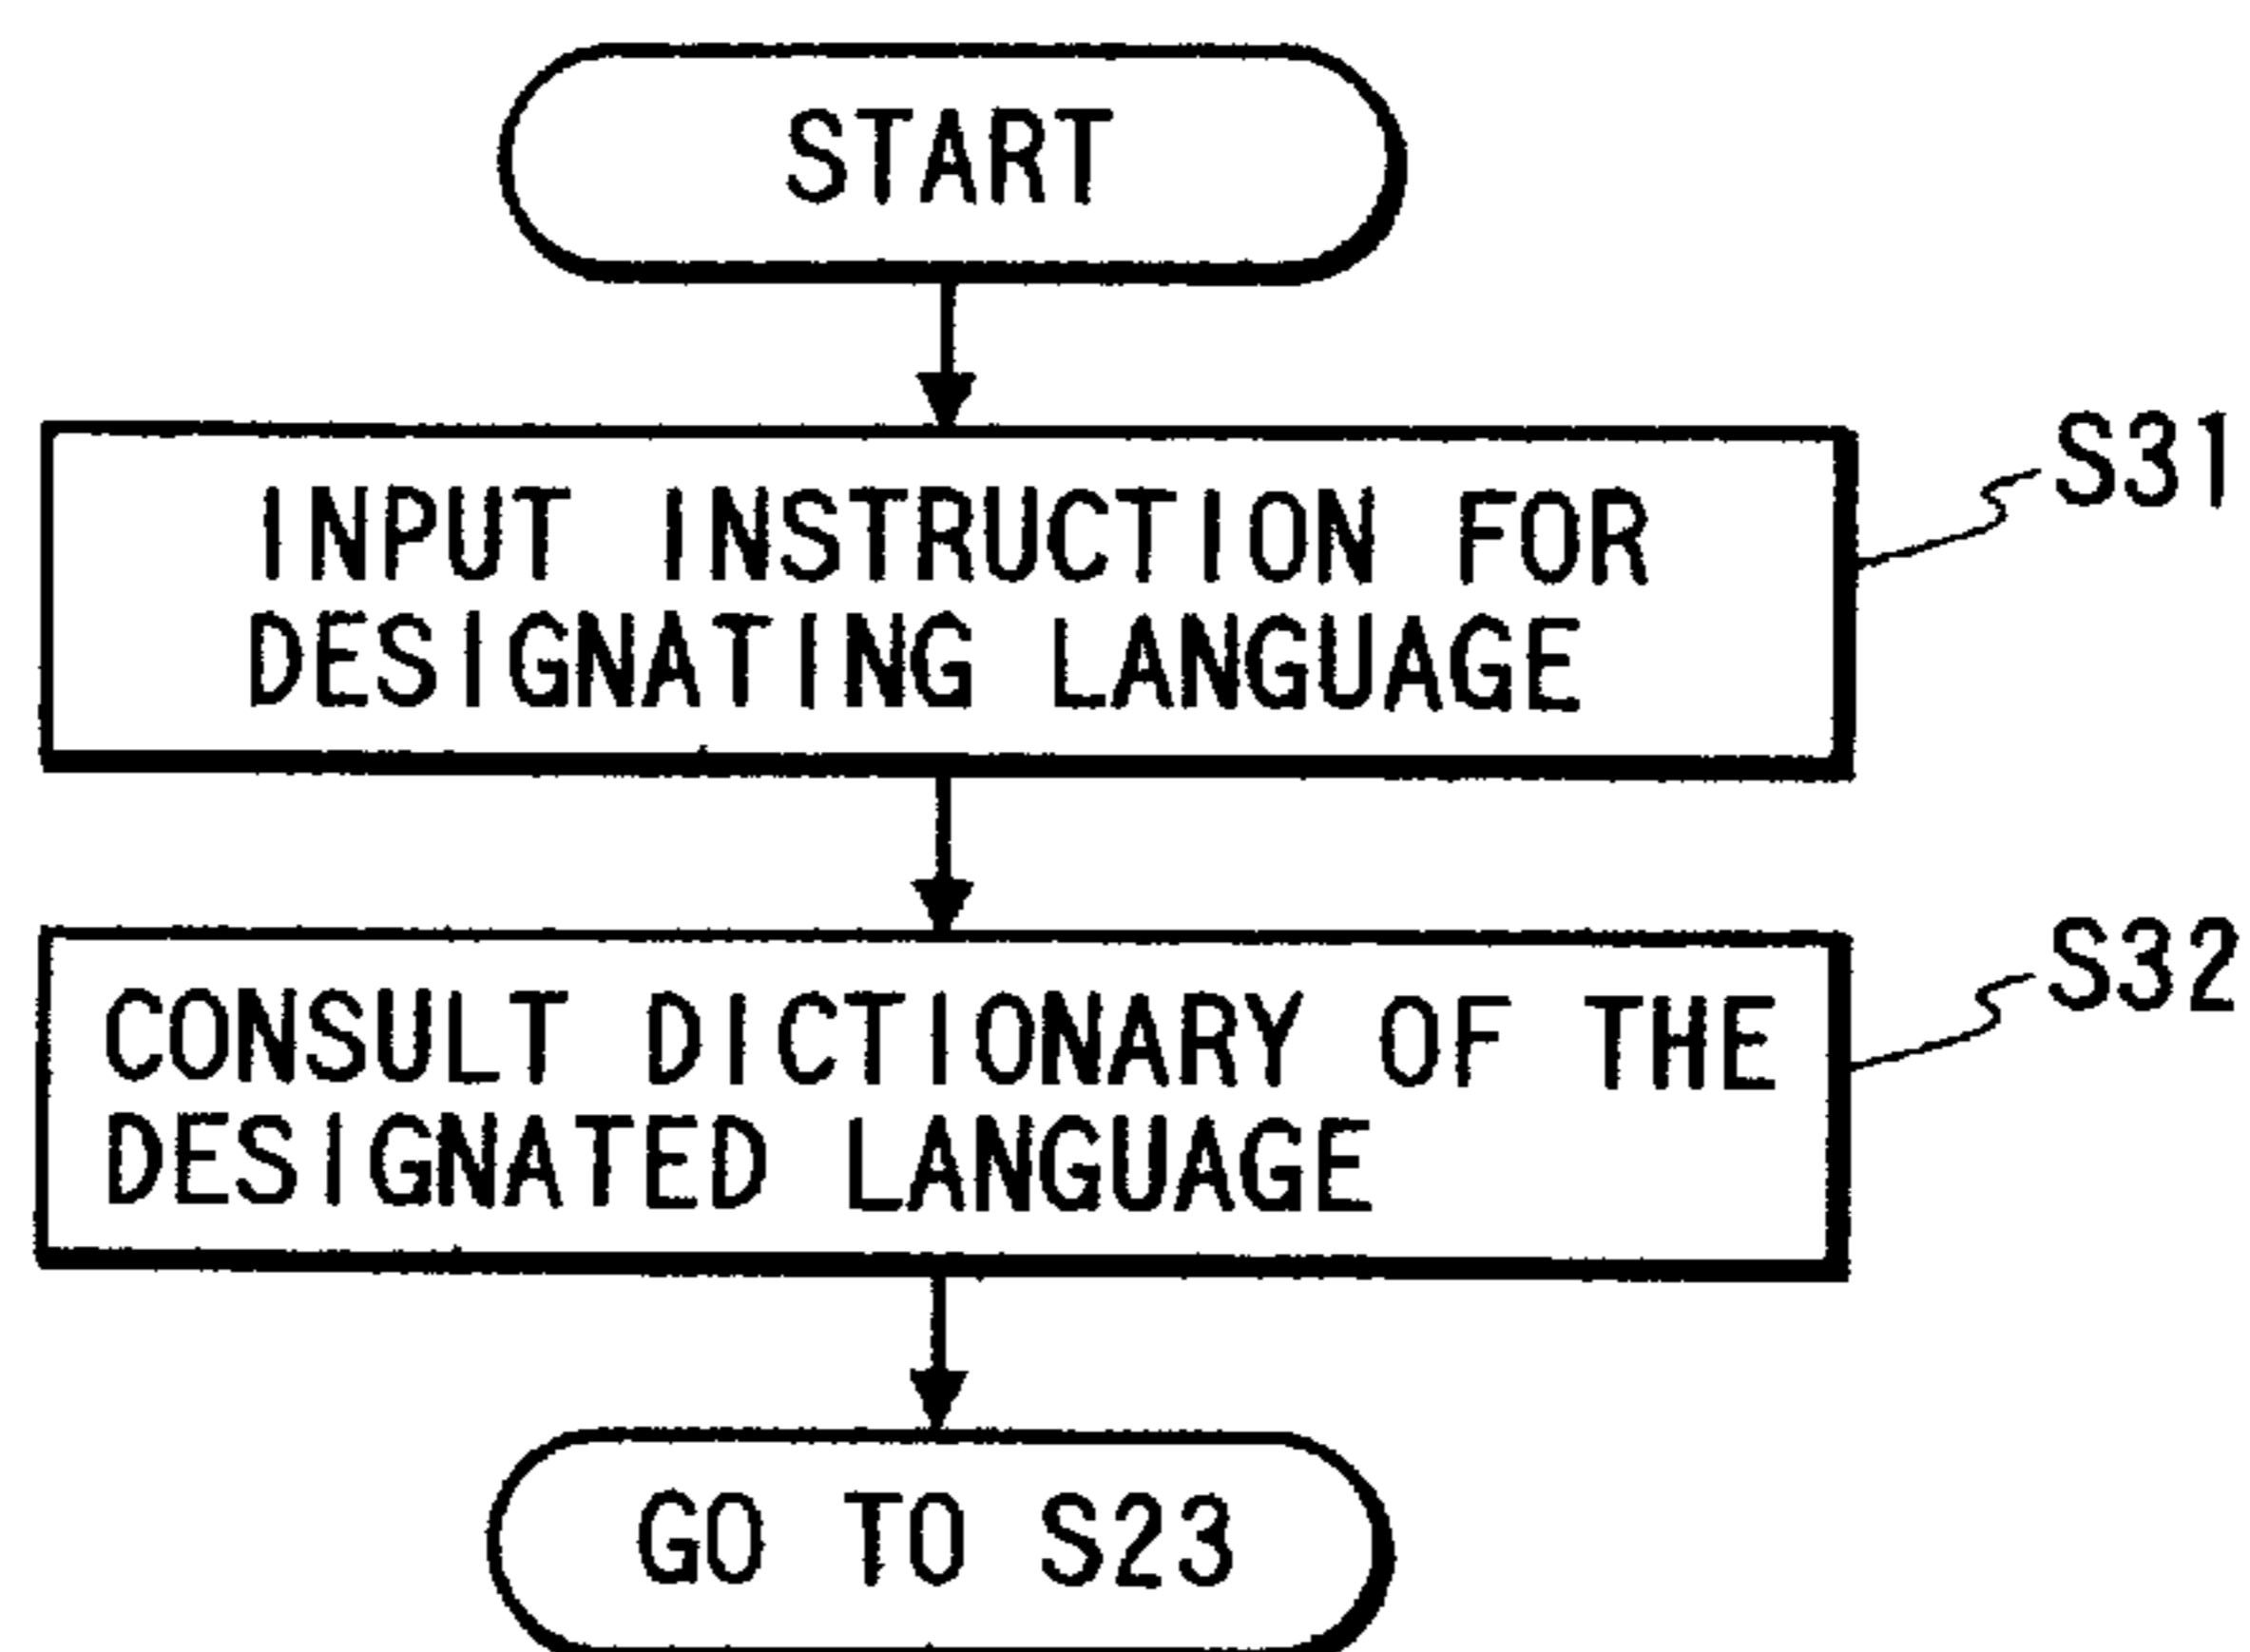 START
INPUT INSTRUCTION FOR
DESIGNATING LANGUAGE
S31
CONSULT DICTIONARY OF THE
DESIGNATED LANGUAGE
S32
GO TO S23